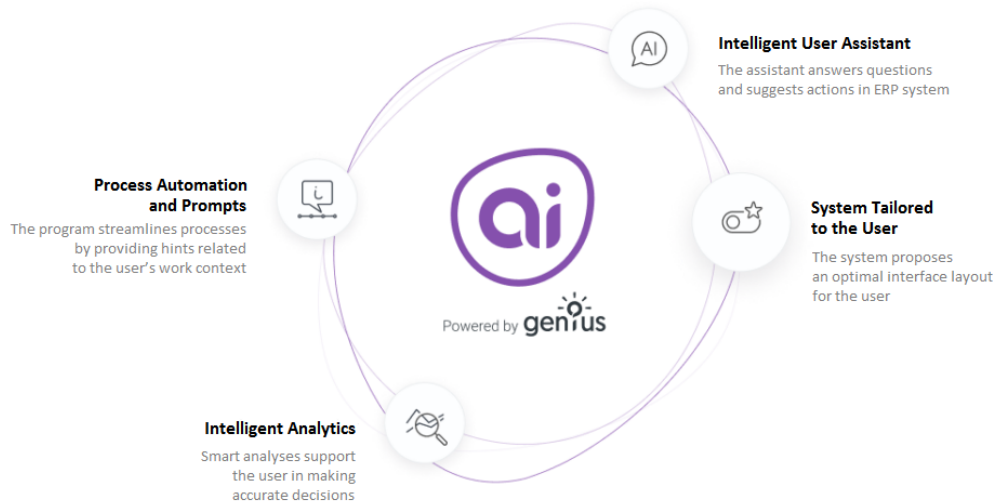 AI
Intelligent User Assistant
The assistant answers questions
and suggests actions in ERP system
Process Automation
and Prompts
The program streamlines processes
by providing hints related
to the user's work context
i
ai
Powered by genius
System Tailored
to the User
The system proposes
an optimal interface layout
for the user
Intelligent Analytics
Smart analyses support
the user in making
accurate decisions